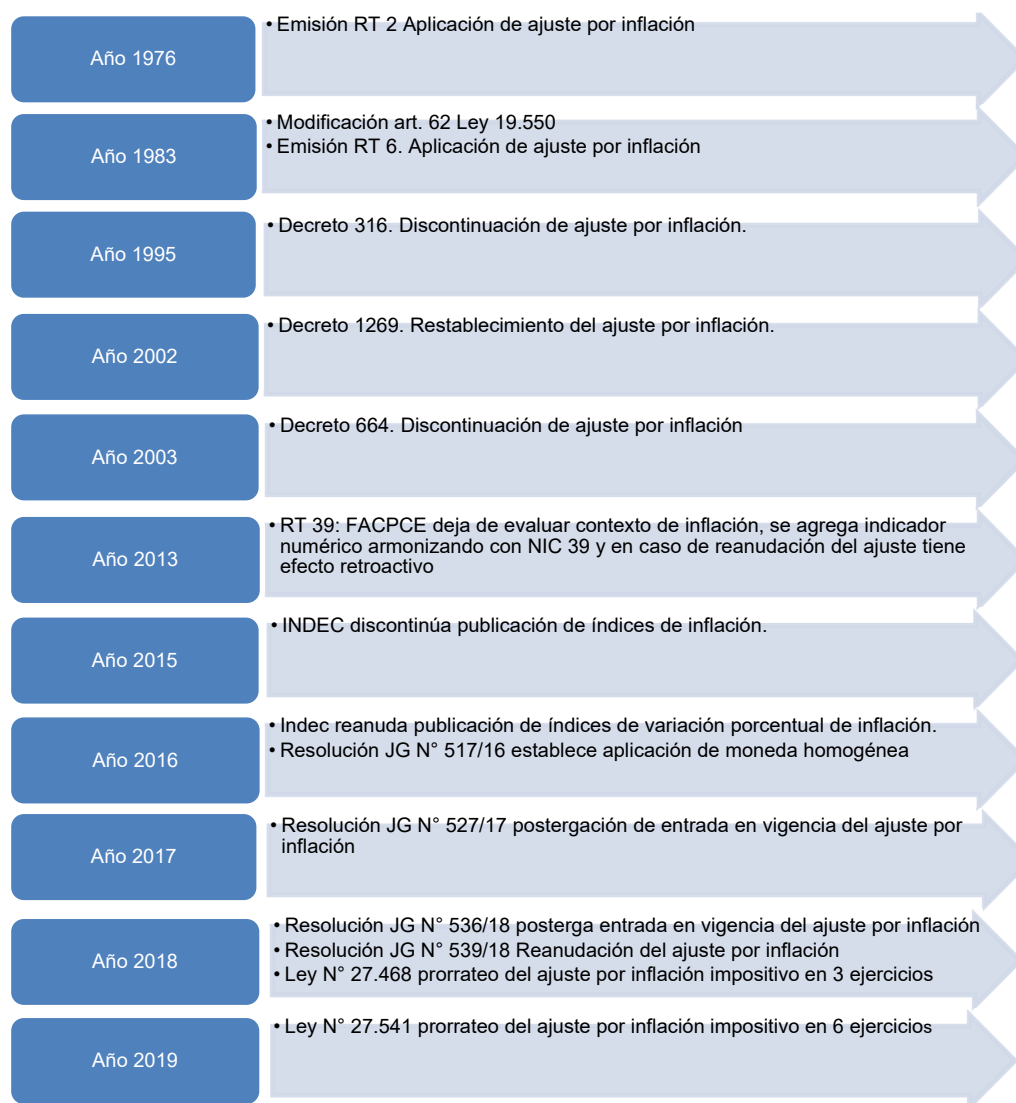 Año 1976
• Emisión RT 2 Aplicación de ajuste por inflación
Año 1983
• Modificación art. 62 Ley 19.550
• Emisión RT 6. Aplicación de ajuste por inflación
Año 1995
• Decreto 316. Discontinuación de ajuste por inflación.
Año 2002
• Decreto 1269. Restablecimiento del ajuste por inflación.
Año 2003
• Decreto 664. Discontinuación de ajuste por inflación
Año 2013
• RT 39: FACPCE deja de evaluar contexto de inflación, se agrega indicador
numérico armonizando con NIC 39 y en caso de reanudación del ajuste tiene
efecto retroactivo
Año 2015
• INDEC discontinúa publicación de índices de inflación.
Año 2016
• Indec reanuda publicación de índices de variación porcentual de inflación.
• Resolución JG N° 517/16 establece aplicación de moneda homogénea
Año 2017
• Resolución JG N° 527/17 postergación de entrada en vigencia del ajuste por
inflación
Año 2018
• Resolución JG N° 536/18 posterga entrada en vigencia del ajuste por inflación
• Resolución JG N° 539/18 Reanudación del ajuste por inflación
• Ley N° 27.468 prorrateo del ajuste por inflación impositivo en 3 ejercicios
Año 2019
• Ley N° 27.541 prorrateo del ajuste por inflación impositivo en 6 ejercicios